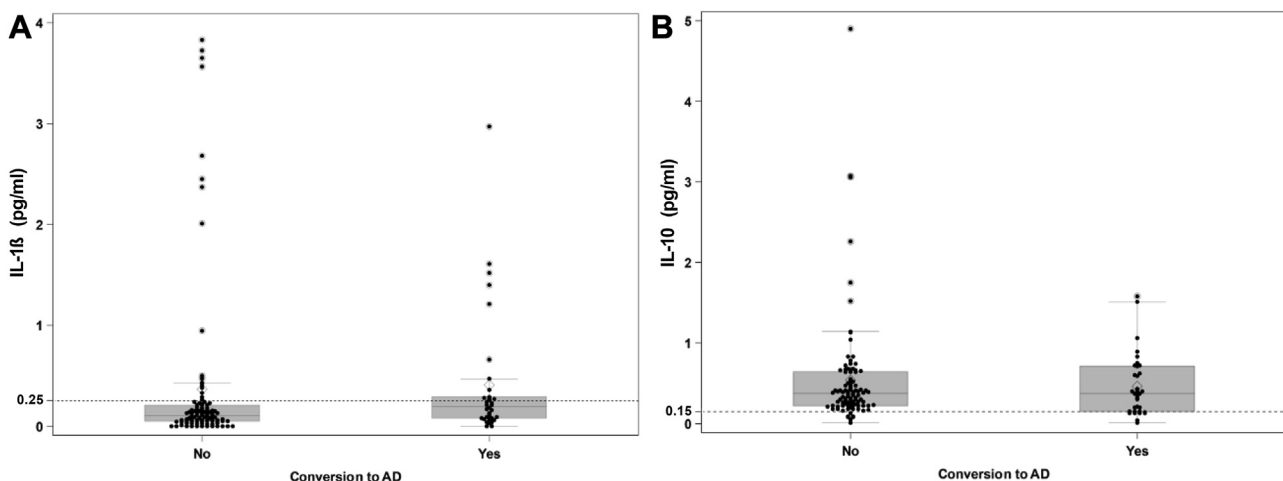 A
IL-1ß (pg/ml)
4
3
2
1
0.25
0
No
Yes
Conversion to AD
B
IL-10 (pg/ml)
5
4
3
2
1
0.15
0
No
Yes
Conversion to AD